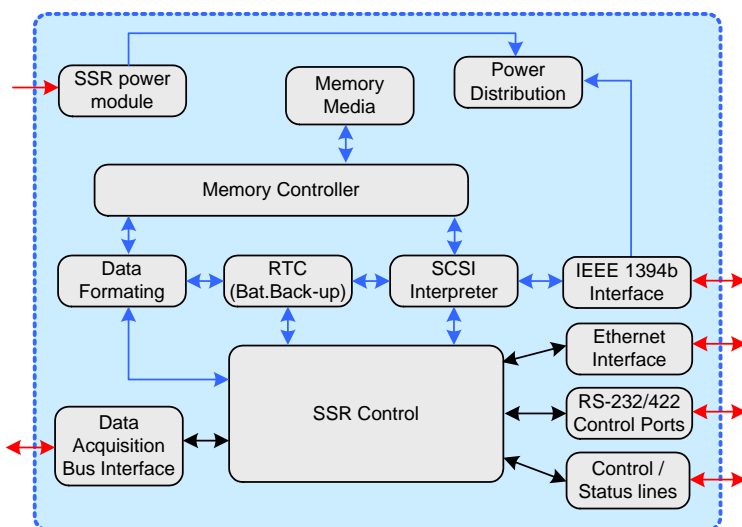 SSR power
module
Memory
Media
Power
Distribution
Memory Controller
Data
Formating
RTC
(Bat.Back-up)
SCSI
Interpreter
IEEE 1394b
Interface
Ethernet
Interface
SSR Control
RS-232/422
Control Ports
Data
Acquisition
Bus Interface
Control /
Status lines